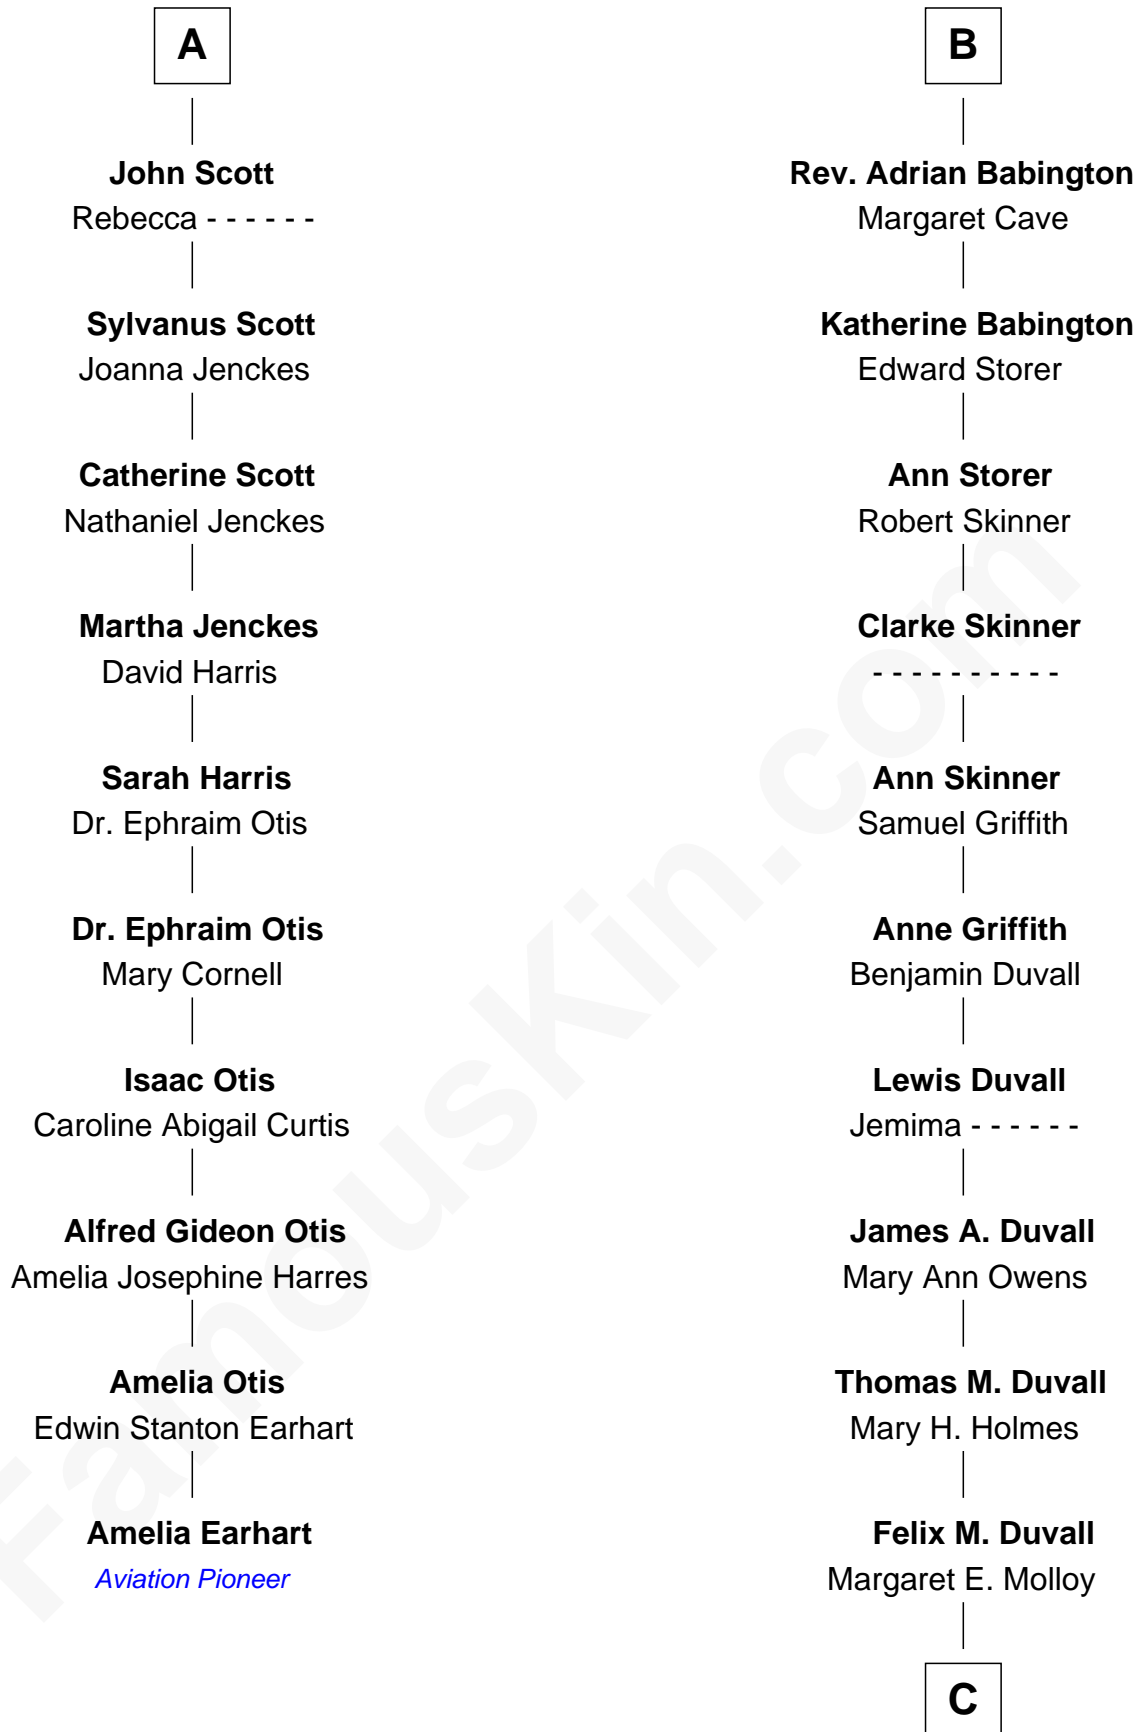 A
John Scott
Rebecca - - - - - -
Sylvanus Scott
Joanna Jenckes
Catherine Scott
Nathaniel Jenckes
Martha Jenckes
David Harris
Sarah Harris
Dr. Ephraim Otis
Dr. Ephraim Otis
Mary Cornell
Isaac Otis
Caroline Abigail Curtis
Alfred Gideon Otis
Amelia Josephine Harres
Amelia Otis
Edwin Stanton Earhart
Amelia Earhart
Aviation Pioneer
B
Rev. Adrian Babington
Margaret Cave
Katherine Babington
Edward Storer
Ann Storer
Robert Skinner
Clarke Skinner
- - - - - - - - - -
Ann Skinner
Samuel Griffith
Anne Griffith
Benjamin Duvall
Lewis Duvall
Jemima - - - - - -
James A. Duvall
Mary Ann Owens
Thomas M. Duvall
Mary H. Holmes
Felix M. Duvall
Margaret E. Molloy
C
FamousKin.com